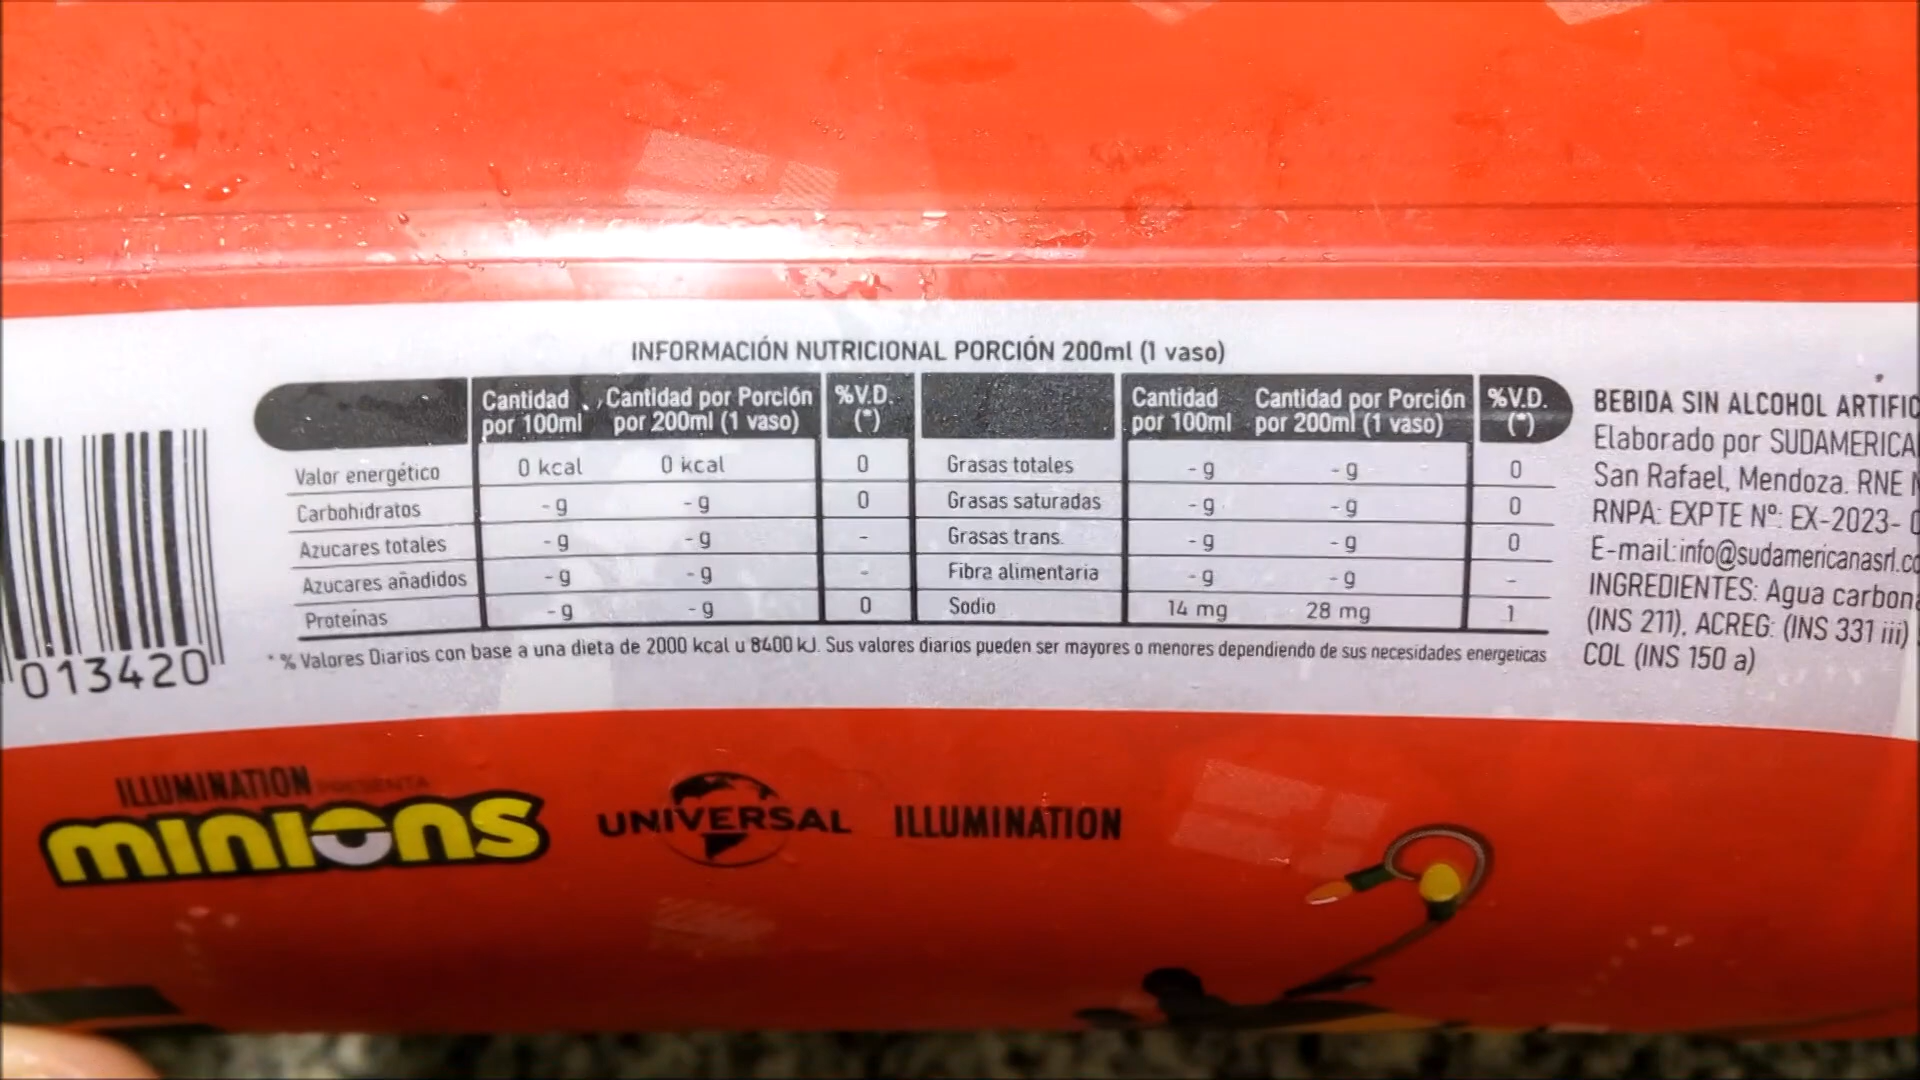 INFORMACIÓN NUTRICIONAL PORCIÓN 200ml (1 vaso)
Cantidad por 100ml Cantidad por Porción por 200ml (1 vaso) %V.D. (*) Cantidad por 100ml Cantidad por Porción por 200ml (1 vaso) %V.D. (*)
Valor energético 0 kcal 0 kcal 0 Grasas totales - g - g 0
Carbohidratos - g - g 0 Grasas saturadas - g - g 0
Azucares totales - g - g - Grasas trans. - g - g 0
Azucares añadidos - g - g - Fibra alimentaria - g - g -
Proteínas - g - g 0 Sodio 14 mg 28 mg 1
* % Valores Diarios con base a una dieta de 2000 kcal u 8400 kJ. Sus valores diarios pueden ser mayores o menores dependiendo de sus necesidades energeticas
013420
BEBIDA SIN ALCOHOL ARTIFIC
Elaborado por SUDAMERICA
San Rafael, Mendoza. RNE
RNPA: EXPTE Nº: EX-2023-
E-mail:info@sudamericanasrl.co
INGREDIENTES: Agua carbon
(INS 211), ACREG: (INS 331 iii)
COL (INS 150 a)
ILLUMINATION PRESENTA
MINIONS
UNIVERSAL
ILLUMINATION